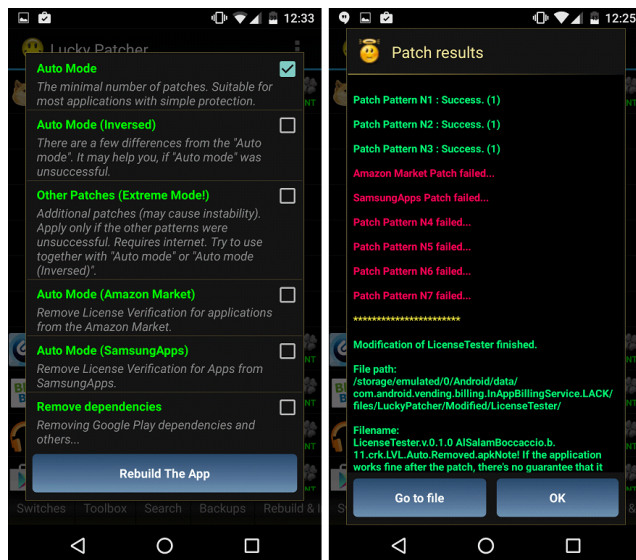 12:33
Lucky Patcher
Auto Mode
The minimal number of patches. Suitable for
most applications with simple protection.
Auto Mode (Inversed)
There are a few differences from the "Auto
mode". It may help you, if "Auto mode" was
unsuccessful.
Other Patches (Extreme Mode!)
Additional patches (may cause instability).
Apply only if the other patterns were
unsuccessful. Requires internet. Try to use
together with "Auto mode" or "Auto mode
(Inversed)".
Auto Mode (Amazon Market)
Remove License Verification for applications
from the Amazon Market.
Auto Mode (SamsungApps)
Remove License Verification for Apps from
SamsungApps.
Remove dependencies
Removing Google Play dependencies and
others...
Rebuild The App
Switches Toolbox Search Backups Rebuild &
12:25
Patch results
Patch Pattern N1 : Success. (1)
Patch Pattern N2 : Success. (1)
Patch Pattern N3 : Success. (1)
Amazon Market Patch failed...
SamsungApps Patch failed...
Patch Pattern N4 failed...
Patch Pattern N5 failed...
Patch Pattern N6 failed...
Patch Pattern N7 failed...
***********************
Modification of LicenseTester finished.
File path:
/storage/emulated/0/Android/data/
com.android.vending.billing.InAppBillingService.LACK/
files/LuckyPatcher/Modified/LicenseTester/
Filename:
LicenseTester.v.0.1.0 AlSalamBoccaccio.b.
11.crk.LVL.Auto.Removed.apkNote! If the application
works fine after the patch, there's no guarantee that it
Go to file
OK